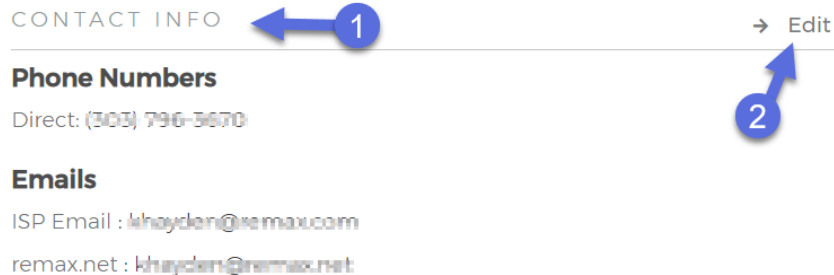 CONTACT INFO
1
→ Edit
Phone Numbers
Direct:
2
Emails
ISP Email :
remax.net :